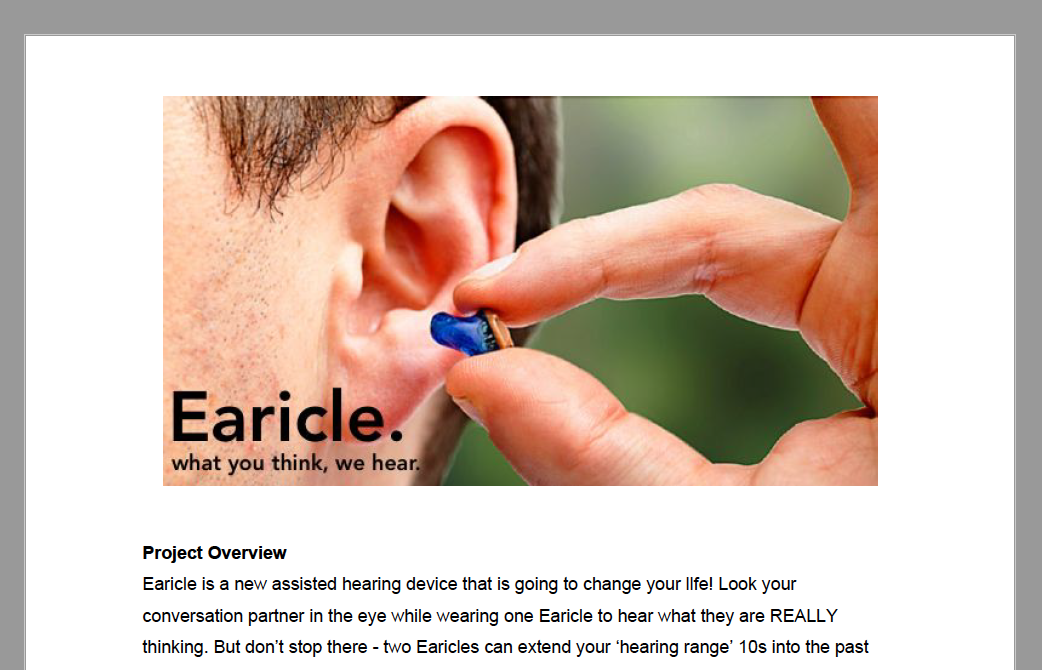 Earicle.
what you think, we hear.
Project Overview
Earicle is a new assisted hearing device that is going to change your life! Look your
conversation partner in the eye while wearing one Earicle to hear what they are REALLY
thinking. But don’t stop there - two Earicles can extend your ‘hearing range’ 10s into the past